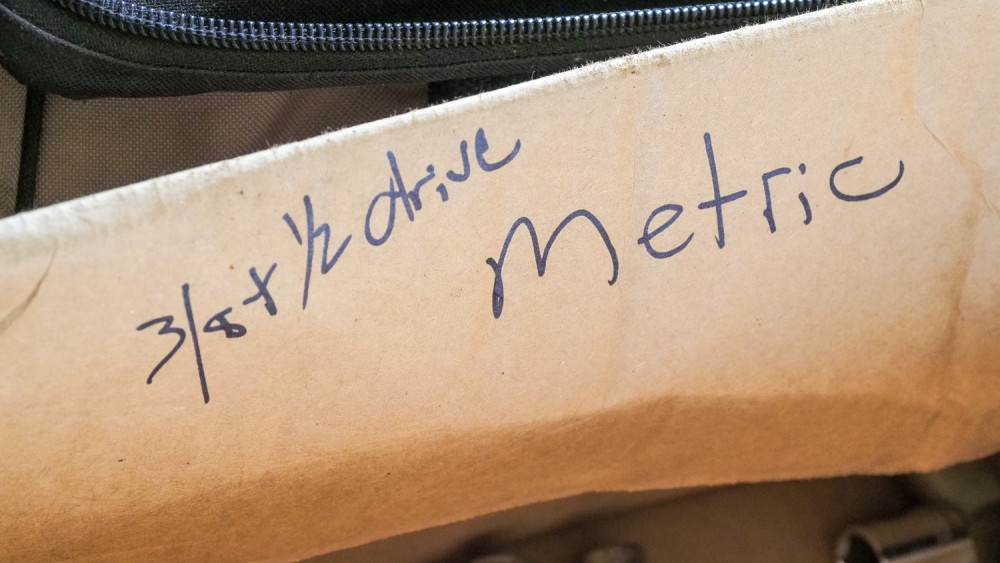 3/8 + 1/2 drive
Metric